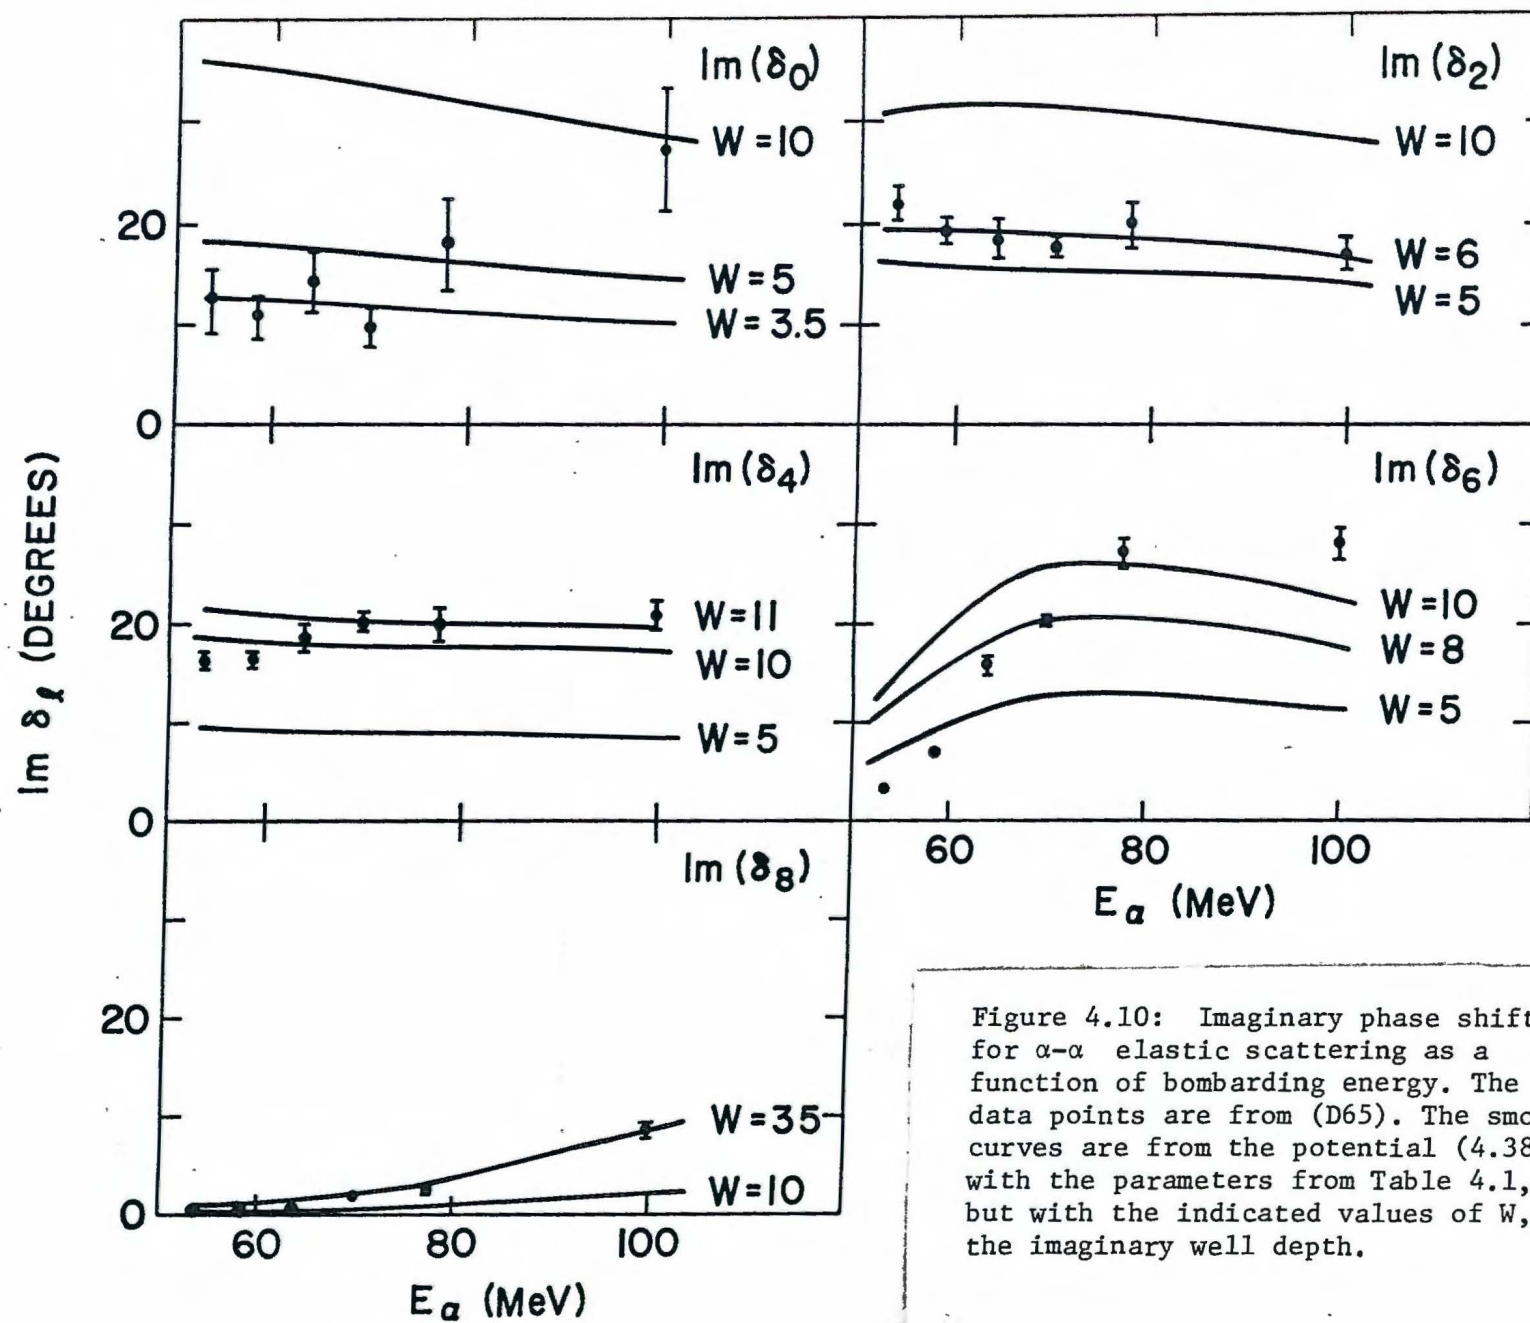 Im(δ0)
W=10
20
W=5
W=3.5
0
Im(δ2)
W=10
W=6
W=5
Im δℓ (DEGREES)
Im(δ4)
20
W=11
W=10
W=5
0
Im(δ6)
W=10
W=8
W=5
60 80 100
Eα (MeV)
Im(δ8)
20
W=35
W=10
0
60 80 100
Eα (MeV)
Figure 4.10: Imaginary phase shift
for α-α elastic scattering as a
function of bombarding energy. The
data points are from (D65). The smo
curves are from the potential (4.38
with the parameters from Table 4.1,
but with the indicated values of W,
the imaginary well depth.